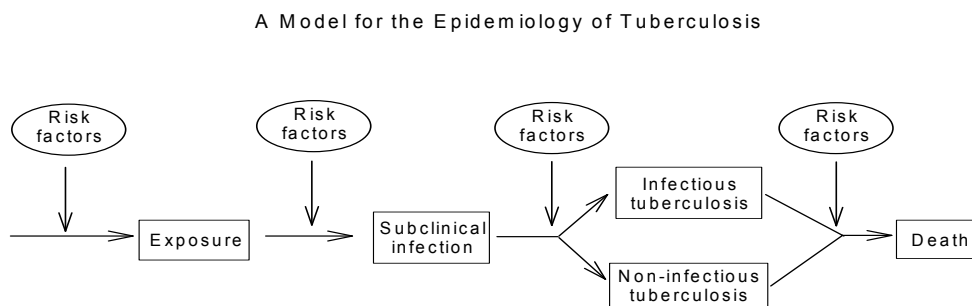 A Model for the Epidemiology of Tuberculosis
Risk
factors
Risk
factors
Risk
factors
Risk
factors
Exposure
Subclinical
infection
Infectious
tuberculosis
Non-infectious
tuberculosis
Death